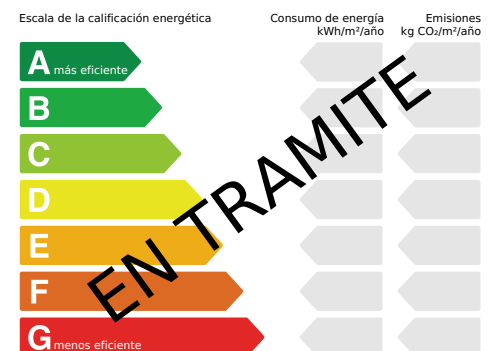 Escala de la calificación energética
Consumo de energía
kWh/m²/año
Emisiones
kg CO₂/m²/año
A más eficiente
B
C
D
E
F
G menos eficiente
EN TRAMITE